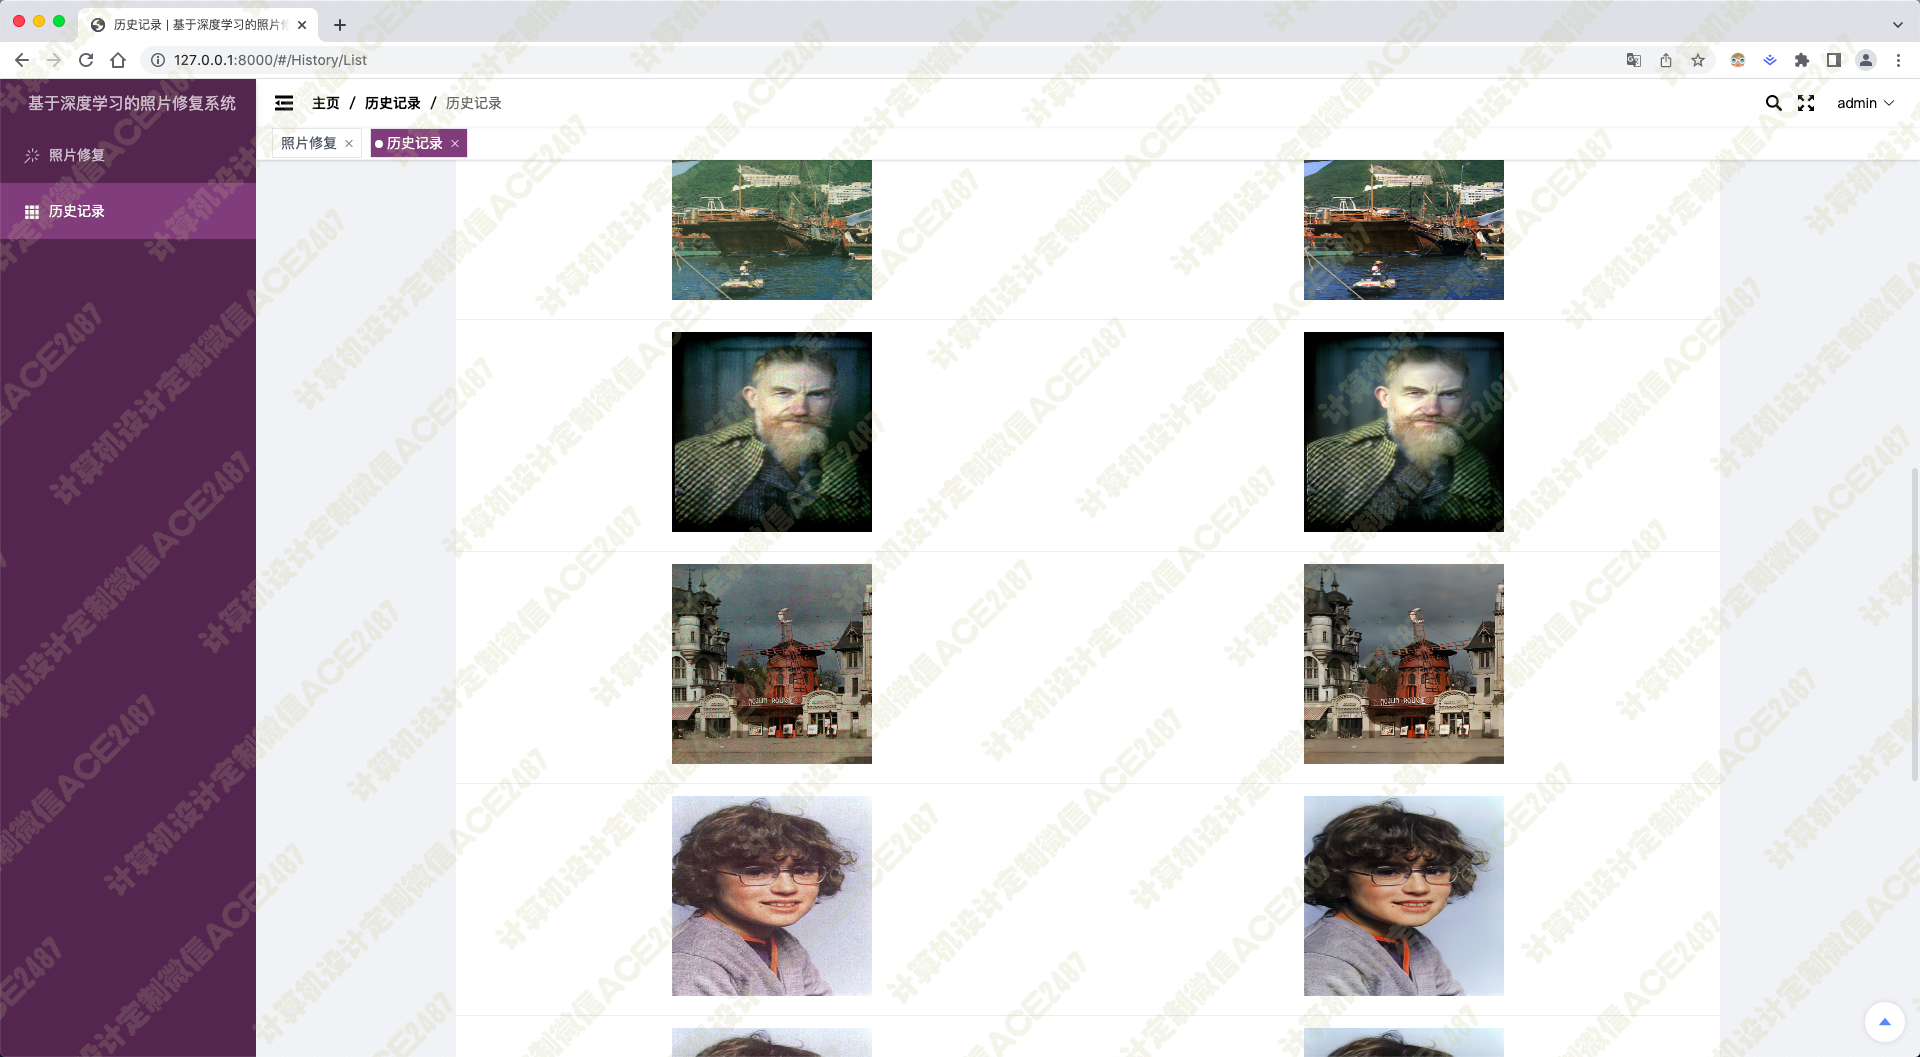 历史记录 | 基于深度学习的照片修
127.0.0.1:8000/#/History/List
基于深度学习的照片修复系统
主页 / 历史记录 / 历史记录
admin
照片修复
历史记录
照片修复
历史记录
MOULIN ROUGE
MOULIN ROUGE
计算机设计定制微信ACE2487